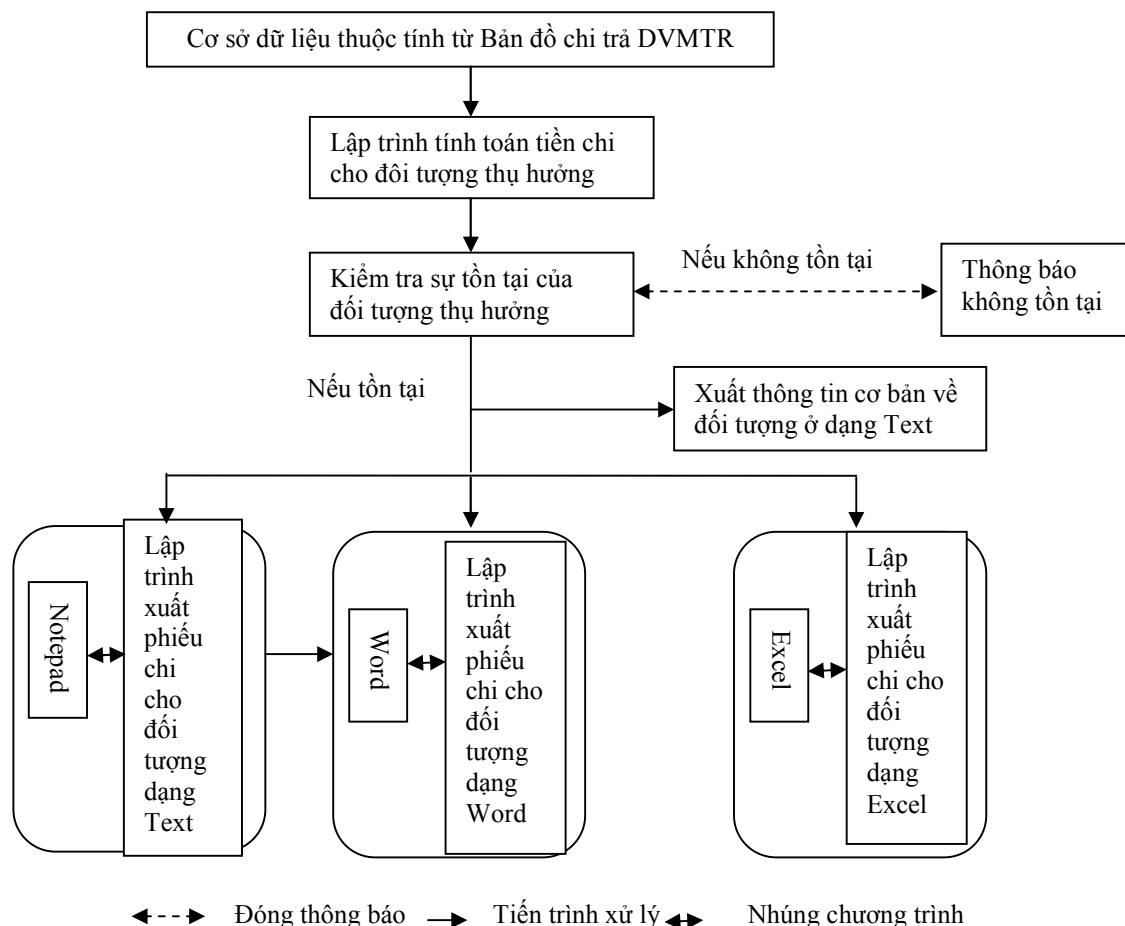 Cơ sở dữ liệu thuộc tính từ Bản đồ chi trả DVMTR
Lập trình tính toán tiền chi
cho đôi tượng thụ hưởng
Kiểm tra sự tồn tại của
đối tượng thụ hưởng
Nếu không tồn tại
Thông báo
không tồn tại
Nếu tồn tại
Xuất thông tin cơ bản về
đối tượng ở dạng Text
Notepad
Lập
trình
xuất
phiếu
chi
cho
đối
tượng
dạng
Text
Word
Lập
trình
xuất
phiếu
chi cho
đối
tượng
dạng
Word
Excel
Lập
trình
xuất
phiếu
chi cho
đối
tượng
dạng
Excel
Đóng thông báo Tiến trình xử lý Nhúng chương trình